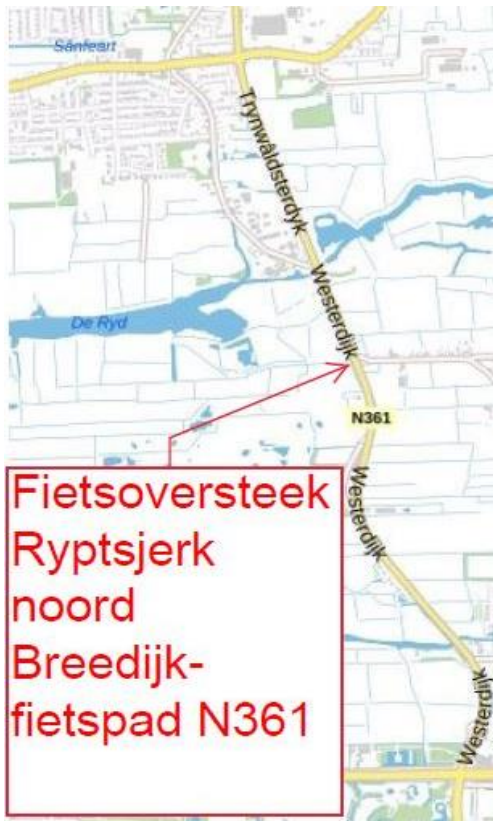 Sânfeart
Trynwâldsterdyk
Westerdijk
De Ryd
N361
Westerdijk
Fietsoversteek
Ryptsjerk
noord
Breedijk-
fietspad N361
Westerdijk